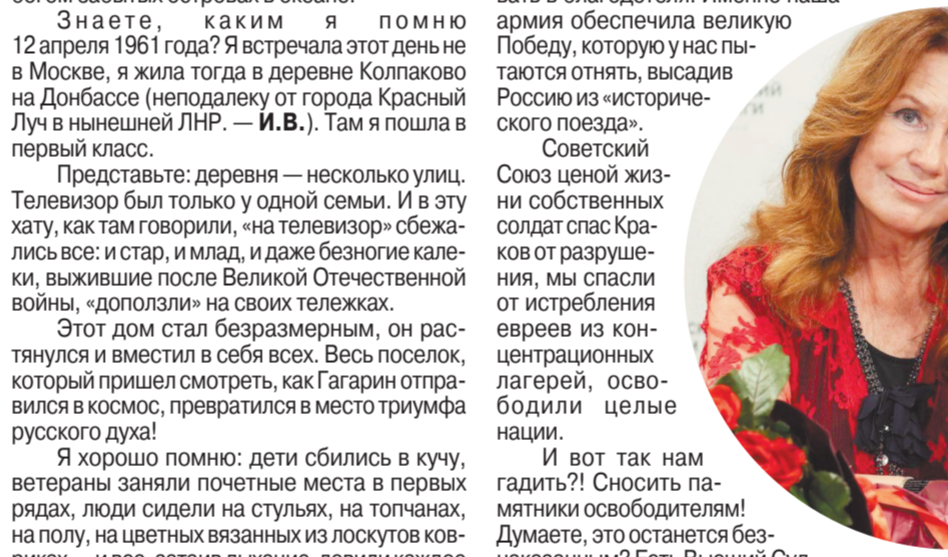 Знаете, каким я помню
12 апреля 1961 года? Я встречала этот день не
в Москве, я жила тогда в деревне Колпаково
на Донбассе (неподалеку от города Красный
Луч в нынешней ЛНР. — И.В.). Там я пошла в
первый класс.
Представьте: деревня — несколько улиц.
Телевизор был только у одной семьи. И в эту
хату, как там говорили, «на телевизор» сбежа-
лись все: и стар, и млад, и даже безногие кале-
ки, выжившие после Великой Отечественной
войны, «доползли» на своих тележках.
Этот дом стал безразмерным, он рас-
тянулся и вместил в себя всех. Весь поселок,
который пришел смотреть, как Гагарин отпра-
вился в космос, превратился в место триумфа
русского духа!
Я хорошо помню: дети сбились в кучу,
ветераны заняли почетные места в первых
рядах, люди сидели на стульях, на топчанах,
на полу, на цветных вязанных из лоскутов ков-
армия обеспечила великую
Победу, которую у нас пы-
таются отнять, высадив
Россию из «историче-
ского поезда».
Советский
Союз ценой жиз-
ни собственных
солдат спас Кра-
ков от разруше-
ния, мы спасли
от истребления
евреев из кон-
центрационных
лагерей, осво-
бодили целые
нации.
И вот так нам
гадить?! Сносить па-
мятники освободителям!
Думаете, это останется без-